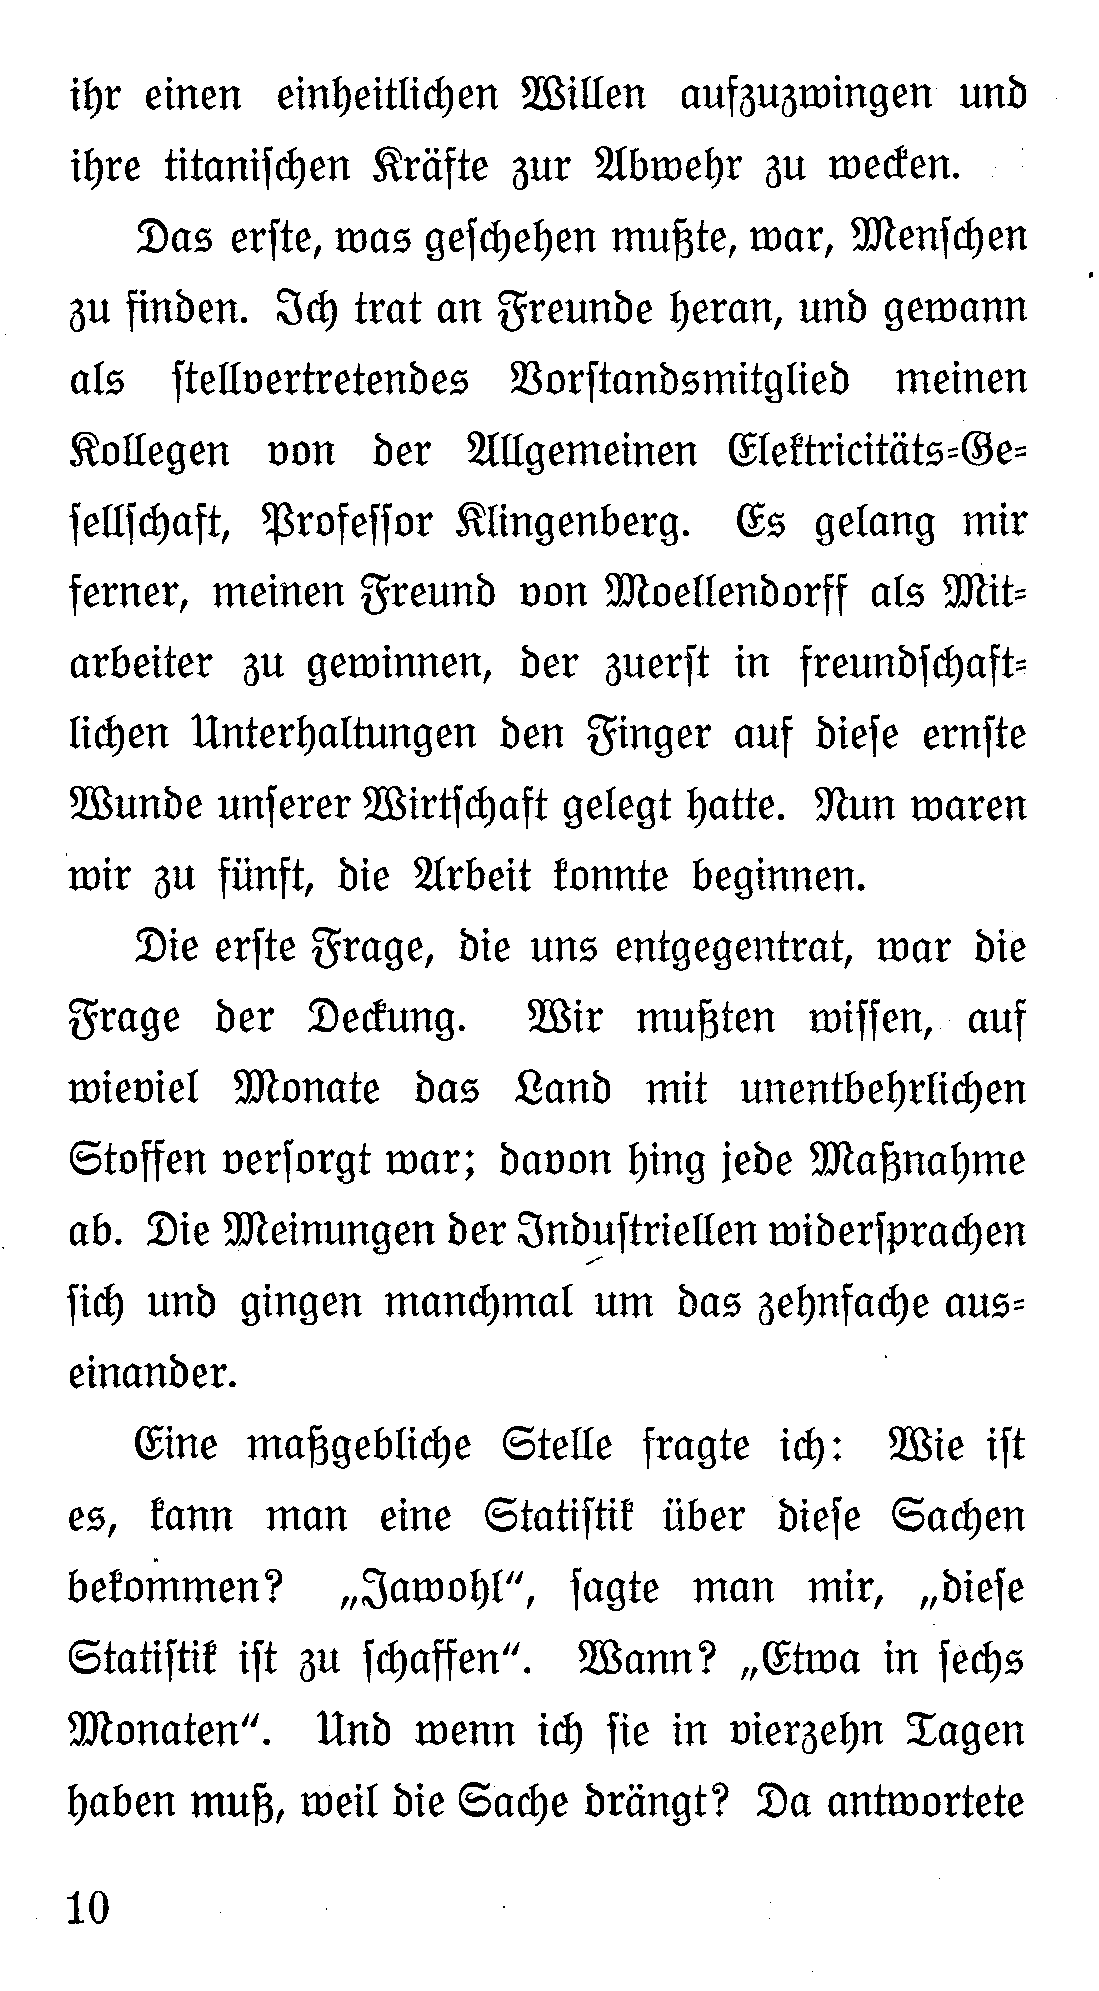 ihr einen einheitlichen Willen aufzuzwingen und
ihre titaniſchen Kräfte zur Abwehr zu wecken.
Das erſte, was geſchehen mußte, war, Menſchen
zu finden. Ich trat an Freunde heran, und gewann
als ſtellvertretendes Vorſtandsmitglied meinen
Kollegen von der Allgemeinen Elektricitäts-Ge-
ſellſchaft, Profeſſor Klingenberg. Es gelang mir
ferner, meinen Freund von Moellendorff als Mit-
arbeiter zu gewinnen, der zuerſt in freundſchaft-
lichen Unterhaltungen den Finger auf dieſe ernſte
Wunde unſerer Wirtſchaft gelegt hatte. Nun waren
wir zu fünft, die Arbeit konnte beginnen.
Die erſte Frage, die uns entgegentrat, war die
Frage der Deckung. Wir mußten wiſſen, auf
wieviel Monate das Land mit unentbehrlichen
Stoffen verſorgt war; davon hing jede Maßnahme
ab. Die Meinungen der Induſtriellen widerſprachen
ſich und gingen manchmal um das zehnfache aus-
einander.
Eine maßgebliche Stelle fragte ich: Wie iſt
es, kann man eine Statiſtik über dieſe Sachen
bekommen? „Jawohl“, ſagte man mir, „dieſe
Statiſtik iſt zu ſchaffen“. Wann? „Etwa in ſechs
Monaten“. Und wenn ich ſie in vierzehn Tagen
haben muß, weil die Sache drängt? Da antwortete
10